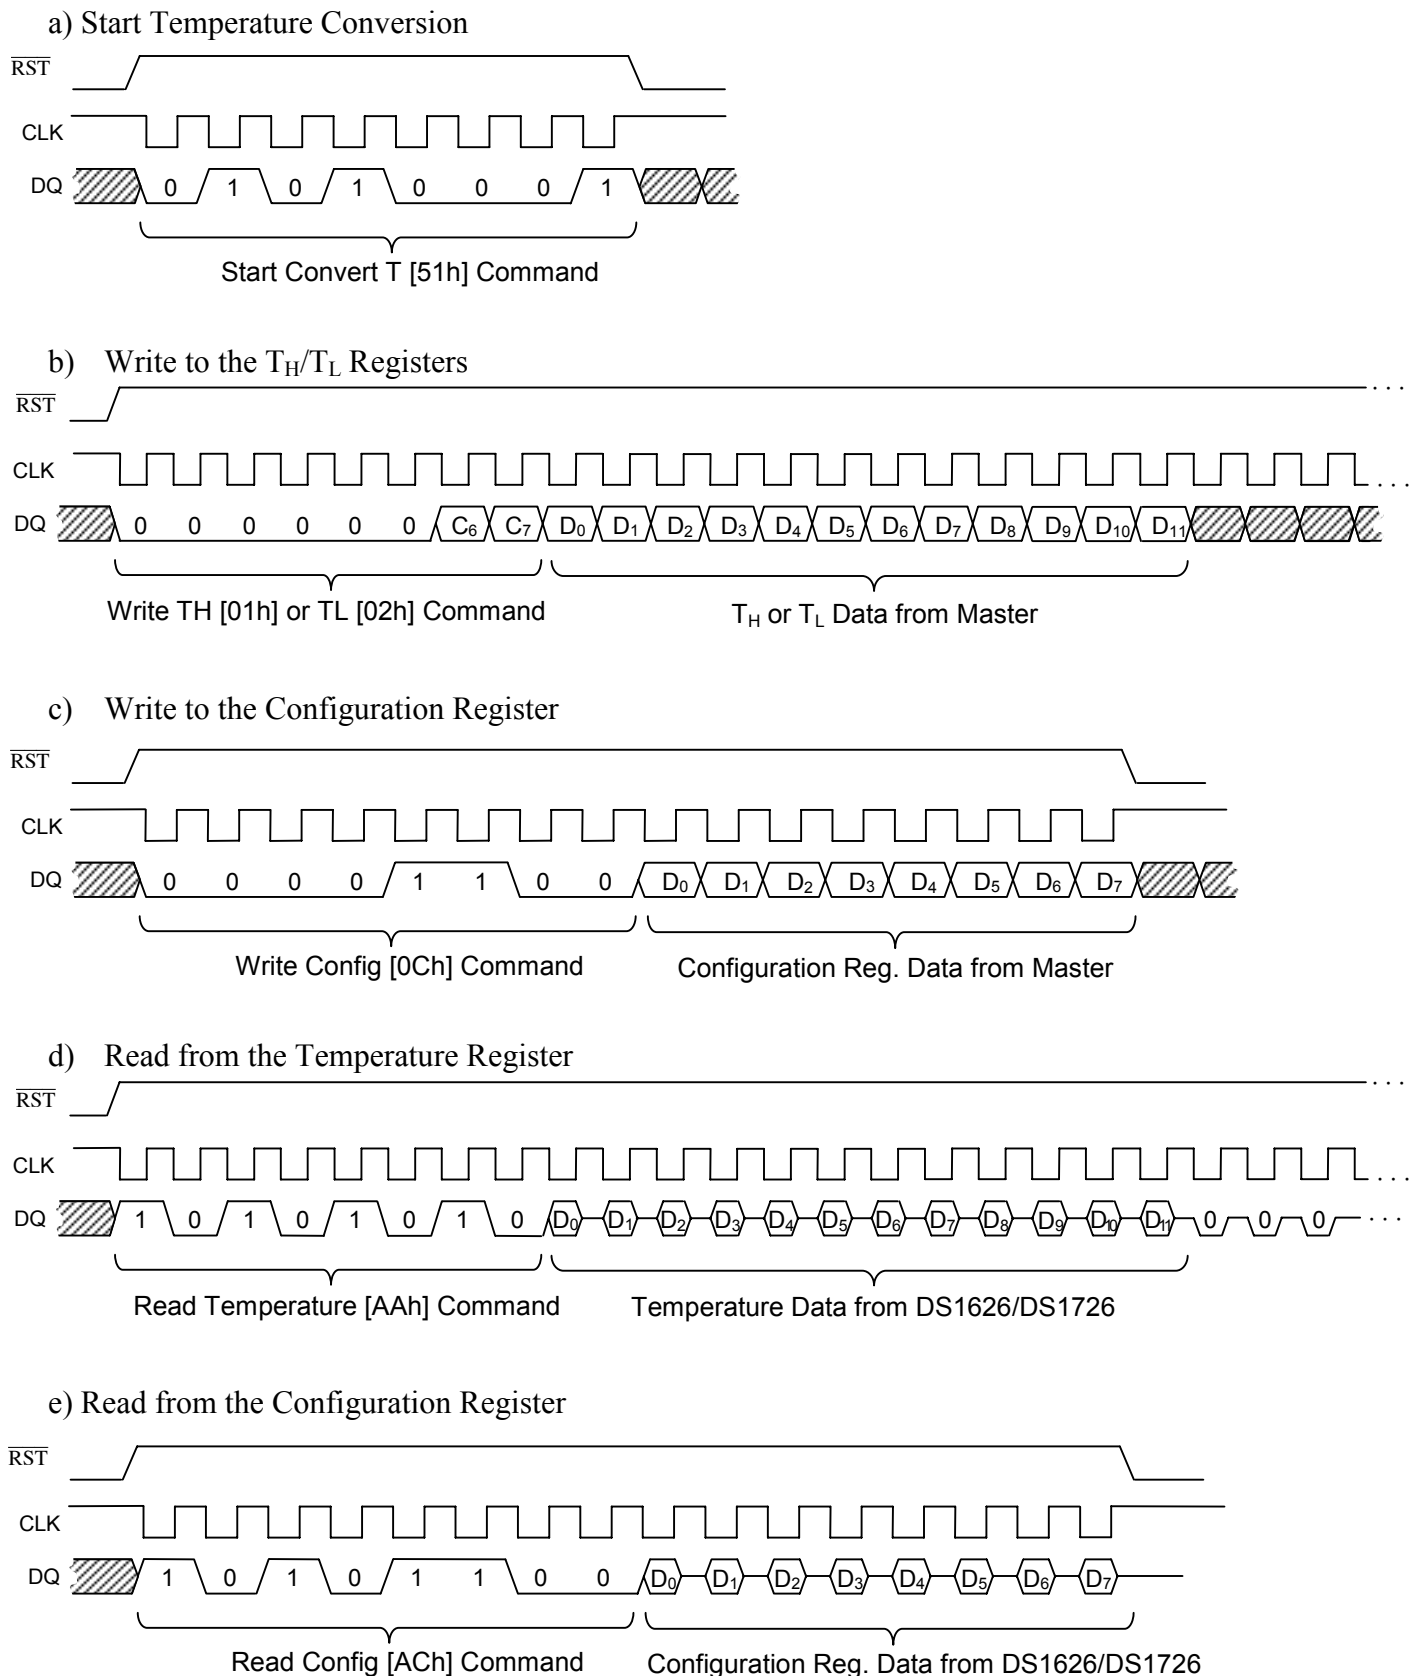 a) Start Temperature Conversion
RST
CLK
DQ 0 1 0 1 0 0 0 1
Start Convert T [51h] Command
b) Write to the TH/TL Registers
RST . . .
CLK . . . .
DQ 0 0 0 0 0 0 C6 C7 D0 D1 D2 D3 D4 D5 D6 D7 D8 D9 D10 D11
Write TH [01h] or TL [02h] Command TH or TL Data from Master
c) Write to the Configuration Register
RST
CLK
DQ 0 0 0 0 1 1 0 0 D0 D1 D2 D3 D4 D5 D6 D7
Write Config [0Ch] Command Configuration Reg. Data from Master
d) Read from the Temperature Register
RST . . .
CLK . . . .
DQ 1 0 1 0 1 0 1 0 D0 D1 D2 D3 D4 D5 D6 D7 D8 D9 D10 D11 0 0 0 . . .
Read Temperature [AAh] Command Temperature Data from DS1626/DS1726
e) Read from the Configuration Register
RST
CLK
DQ 1 0 1 0 1 1 0 0 D0 D1 D2 D3 D4 D5 D6 D7
Read Config [ACh] Command Configuration Reg. Data from DS1626/DS1726